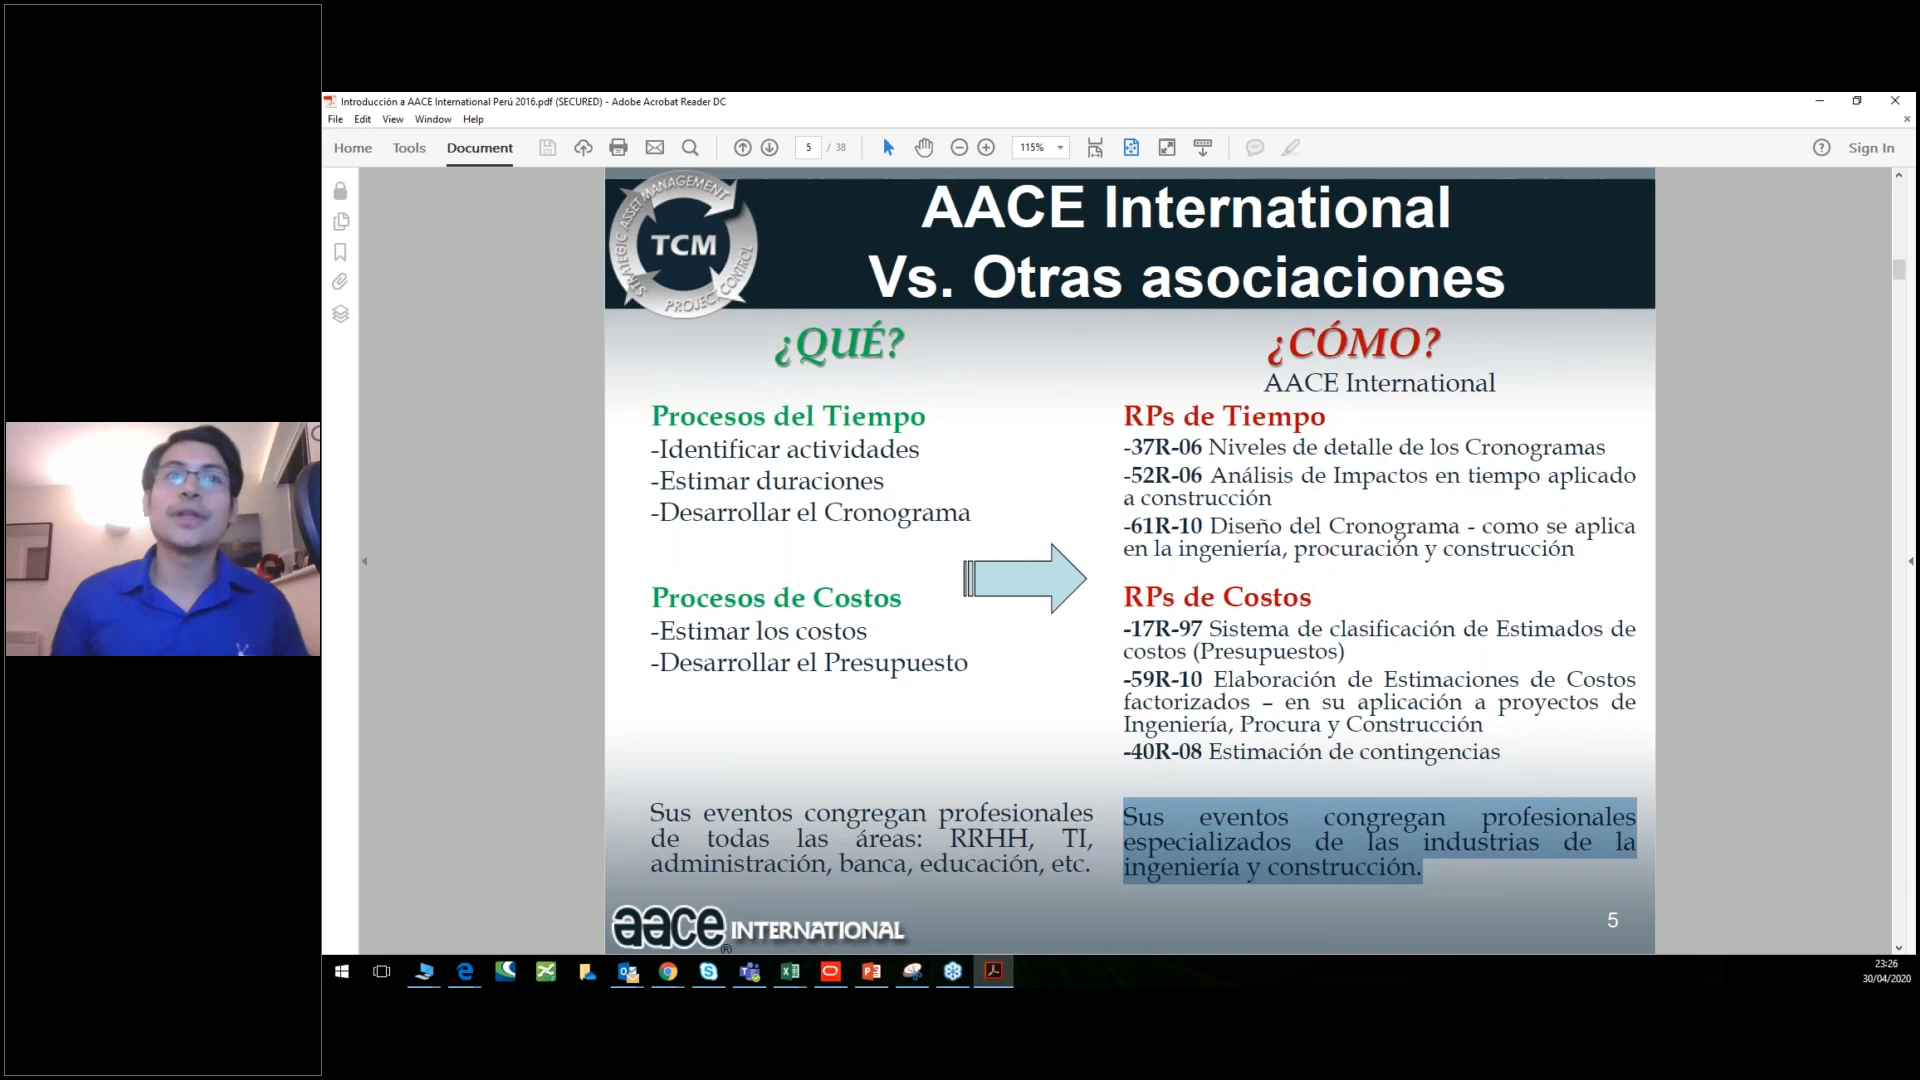 Introducción a AACE International Perú 2016.pdf (SECURED) - Adobe Acrobat Reader DC
File Edit View Window Help
Home Tools Document 5 / 38 115% Sign In
STRATEGIC ASSET MANAGEMENT
TCM
PROJECT CONTROL
AACE International
Vs. Otras asociaciones
¿QUÉ?
Procesos del Tiempo
-Identificar actividades
-Estimar duraciones
-Desarrollar el Cronograma
Procesos de Costos
-Estimar los costos
-Desarrollar el Presupuesto
Sus eventos congregan profesionales
de todas las áreas: RRHH, TI,
administración, banca, educación, etc.
¿CÓMO?
AACE International
RPs de Tiempo
-37R-06 Niveles de detalle de los Cronogramas
-52R-06 Análisis de Impactos en tiempo aplicado
a construcción
-61R-10 Diseño del Cronograma - como se aplica
en la ingeniería, procuración y construcción
RPs de Costos
-17R-97 Sistema de clasificación de Estimados de
costos (Presupuestos)
-59R-10 Elaboración de Estimaciones de Costos
factorizados – en su aplicación a proyectos de
Ingeniería, Procura y Construcción
-40R-08 Estimación de contingencias
Sus eventos congregan profesionales
especializados de las industrias de la
ingeniería y construcción.
aace® INTERNATIONAL
5
23:26
30/04/2020